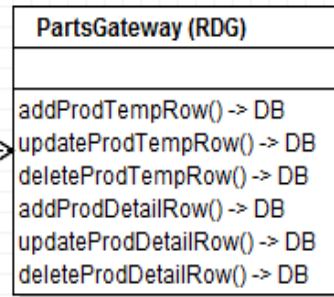 PartsGateway (RDG)
addProdTempRow() -> DB
updateProdTempRow() -> DB
deleteProdTempRow() -> DB
addProdDetailRow() -> DB
updateProdDetailRow() -> DB
deleteProdDetailRow() -> DB